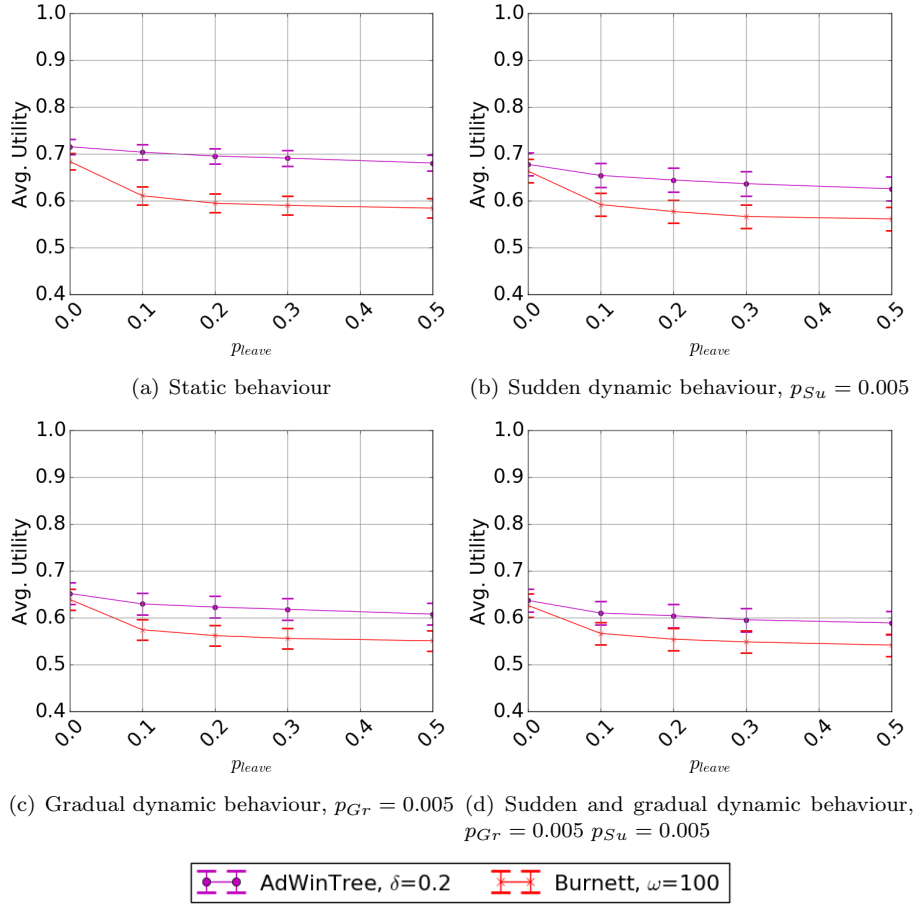 1.0
0.9
0.8
0.7
0.6
0.5
0.4
Avg. Utility
0.0 0.1 0.2 0.3 0.4 0.5
p_leave
(a) Static behaviour
1.0
0.9
0.8
0.7
0.6
0.5
0.4
Avg. Utility
0.0 0.1 0.2 0.3 0.4 0.5
p_leave
(b) Sudden dynamic behaviour, p_Su = 0.005
1.0
0.9
0.8
0.7
0.6
0.5
0.4
Avg. Utility
0.0 0.1 0.2 0.3 0.4 0.5
p_leave
(c) Gradual dynamic behaviour, p_Gr = 0.005
1.0
0.9
0.8
0.7
0.6
0.5
0.4
Avg. Utility
0.0 0.1 0.2 0.3 0.4 0.5
p_leave
(d) Sudden and gradual dynamic behaviour,
p_Gr = 0.005 p_Su = 0.005
AdWinTree, δ=0.2 Burnett, ω=100